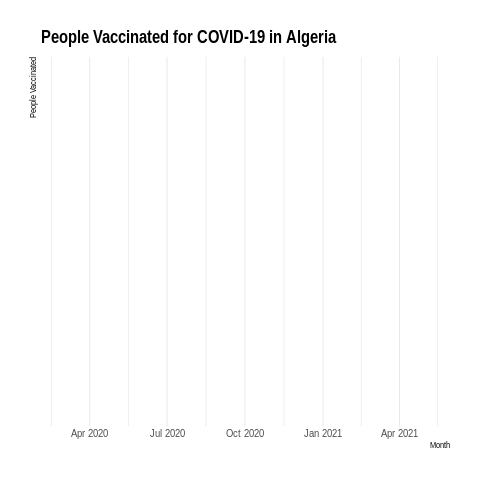 People Vaccinated for COVID-19 in Algeria
People Vaccinated
Apr 2020
Jul 2020
Oct 2020
Jan 2021
Apr 2021
Month